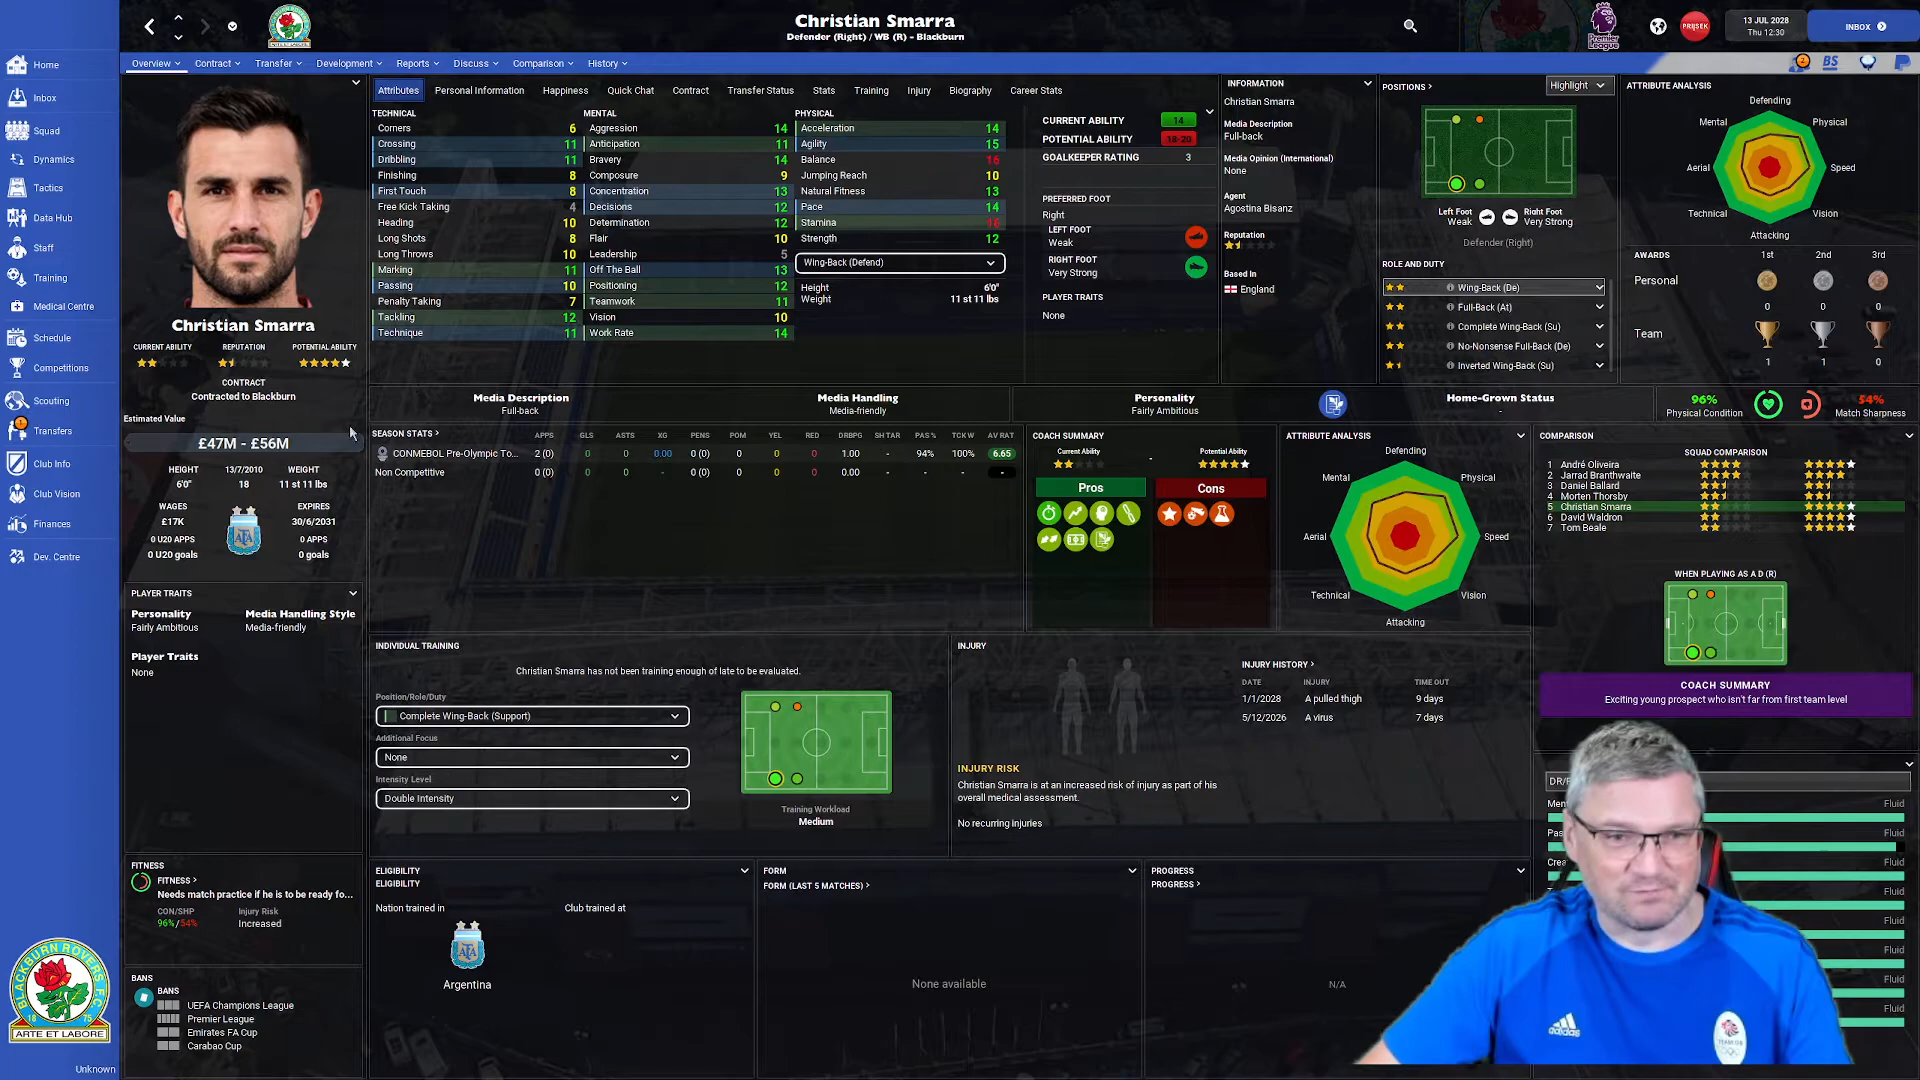 Christian Smarra
Defender (Right) / WB (R) - Blackburn
13 JUL 2028
Thu 12:30
INBOX
Home
Inbox
Squad
Dynamics
Tactics
Data Hub
Staff
Training
Medical Centre
Schedule
Competitions
Scouting
Transfers
Club Info
Club Vision
Finances
Dev. Centre
Unknown
Overview
Contract
Transfer
Development
Reports
Discuss
Comparison
History
Christian Smarra
CURRENT ABILITY REPUTATION POTENTIAL ABILITY
CONTRACT
Contracted to Blackburn
Estimated Value
£47M - £56M
HEIGHT 13/7/2010 WEIGHT
6'0" 18 11 st 11 lbs
WAGES EXPIRES
£17K 30/6/2031
0 U20 APPS 0 APPS
0 U20 goals 0 goals
PLAYER TRAITS
Personality Media Handling Style
Fairly Ambitious Media-friendly
Player Traits
None
FITNESS
FITNESS >
Needs match practice if he is to be ready fo...
CON/SHP Injury Risk
96% / 54% Increased
BANS
BANS
UEFA Champions League
Premier League
Emirates FA Cup
Carabao Cup
Attributes Personal Information Happiness Quick Chat Contract Transfer Status Stats Training Injury Biography Career Stats
TECHNICAL MENTAL PHYSICAL
Corners 6 Aggression 14 Acceleration 14
Crossing 11 Anticipation 11 Agility 15
Dribbling 11 Bravery 14 Balance 16
Finishing 8 Composure 9 Jumping Reach 10
First Touch 8 Concentration 13 Natural Fitness 13
Free Kick Taking 4 Decisions 12 Pace 14
Heading 10 Determination 12 Stamina 16
Long Shots 8 Flair 10 Strength 12
Long Throws 10 Leadership 5
Marking 11 Off The Ball 13
Passing 10 Positioning 12
Penalty Taking 7 Teamwork 11
Tackling 12 Vision 10
Technique 11 Work Rate 14
Wing-Back (Defend)
Height 6'0"
Weight 11 st 11 lbs
CURRENT ABILITY 14
POTENTIAL ABILITY 18-20
GOALKEEPER RATING 3
PREFERRED FOOT
Right
LEFT FOOT
Weak
RIGHT FOOT
Very Strong
PLAYER TRAITS
None
INFORMATION
Christian Smarra
Media Description
Full-back
Media Opinion (International)
None
Agent
Agostina Bisanz
Reputation
Based in
England
POSITIONS >
Highlight
Left Foot Right Foot
Weak Very Strong
Defender (Right)
ROLE AND DUTY
Wing-Back (De)
Full-Back (At)
Complete Wing-Back (Su)
No-Nonsense Full-Back (De)
Inverted Wing-Back (Su)
ATTRIBUTE ANALYSIS
Defending
Mental Physical
Aerial Speed
Technical Vision
Attacking
AWARDS 1st 2nd 3rd
Personal
0 0 0
Team
1 1 0
Media Description
Full-back
Media Handling
Media-friendly
Personality
Fairly Ambitious
Home-Grown Status
-
96%
Physical Condition
54%
Match Sharpness
SEASON STATS > APPS GLS ASTS XG PENS POM YEL RED DRBPG SH TAR PAS % TCK W AV RAT
CONMEBOL Pre-Olympic To... 2 (0) 0 0 0.00 0 (0) 0 0 0 1.00 - 94% 100% 6.65
Non Competitive 0 (0) 0 0 - 0 (0) 0 0 0 0.00 - - - -
COACH SUMMARY
Current Ability - Potential Ability
Pros Cons
ATTRIBUTE ANALYSIS
Defending
Mental Physical
Aerial Speed
Technical Vision
Attacking
COMPARISON
SQUAD COMPARISON
1 André Oliveira
2 Jarrad Branthwaite
3 Daniel Ballard
4 Morten Thorsby
5 Christian Smarra
6 David Waldron
7 Tom Beale
WHEN PLAYING AS A D (R)
COACH SUMMARY
Exciting young prospect who isn't far from first team level
INDIVIDUAL TRAINING
Christian Smarra has not been training enough of late to be evaluated.
Position/Role/Duty
Complete Wing-Back (Support)
Additional Focus
None
Intensity Level
Double Intensity
Training Workload
Medium
INJURY
INJURY HISTORY >
DATE INJURY TIME OUT
1/1/2028 A pulled thigh 9 days
5/12/2026 A virus 7 days
INJURY RISK
Christian Smarra is at an increased risk of injury as part of his
overall medical assessment.
No recurring injuries
ELIGIBILITY
ELIGIBILITY
Nation trained in Club trained at
Argentina
FORM
FORM (LAST 5 MATCHES) >
None available
PROGRESS
PROGRESS >
N/A
Fluid
Fluid
Fluid
Fluid
Fluid
Fluid
Fluid
BLACKBURN ROVERS F.C.
18 75
ARTE ET LABORE
adidas
TEAM GB